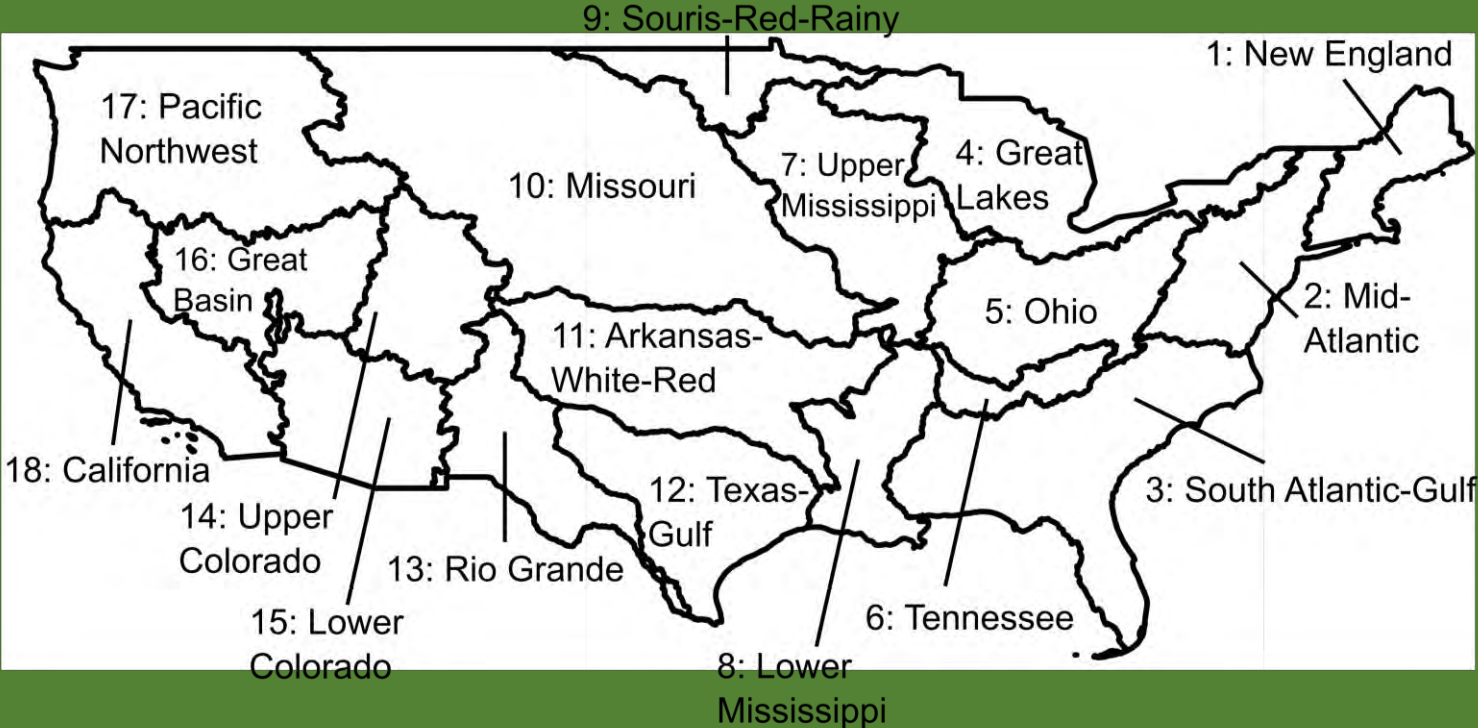 9: Souris-Red-Rainy
1: New England
17: Pacific
Northwest
10: Missouri
7: Upper
Mississippi
4: Great
Lakes
16: Great
Basin
5: Ohio
2: Mid-
Atlantic
11: Arkansas-
White-Red
18: California
12: Texas-
Gulf
3: South Atlantic-Gulf
14: Upper
Colorado
13: Rio Grande
15: Lower
Colorado
6: Tennessee
8: Lower
Mississippi